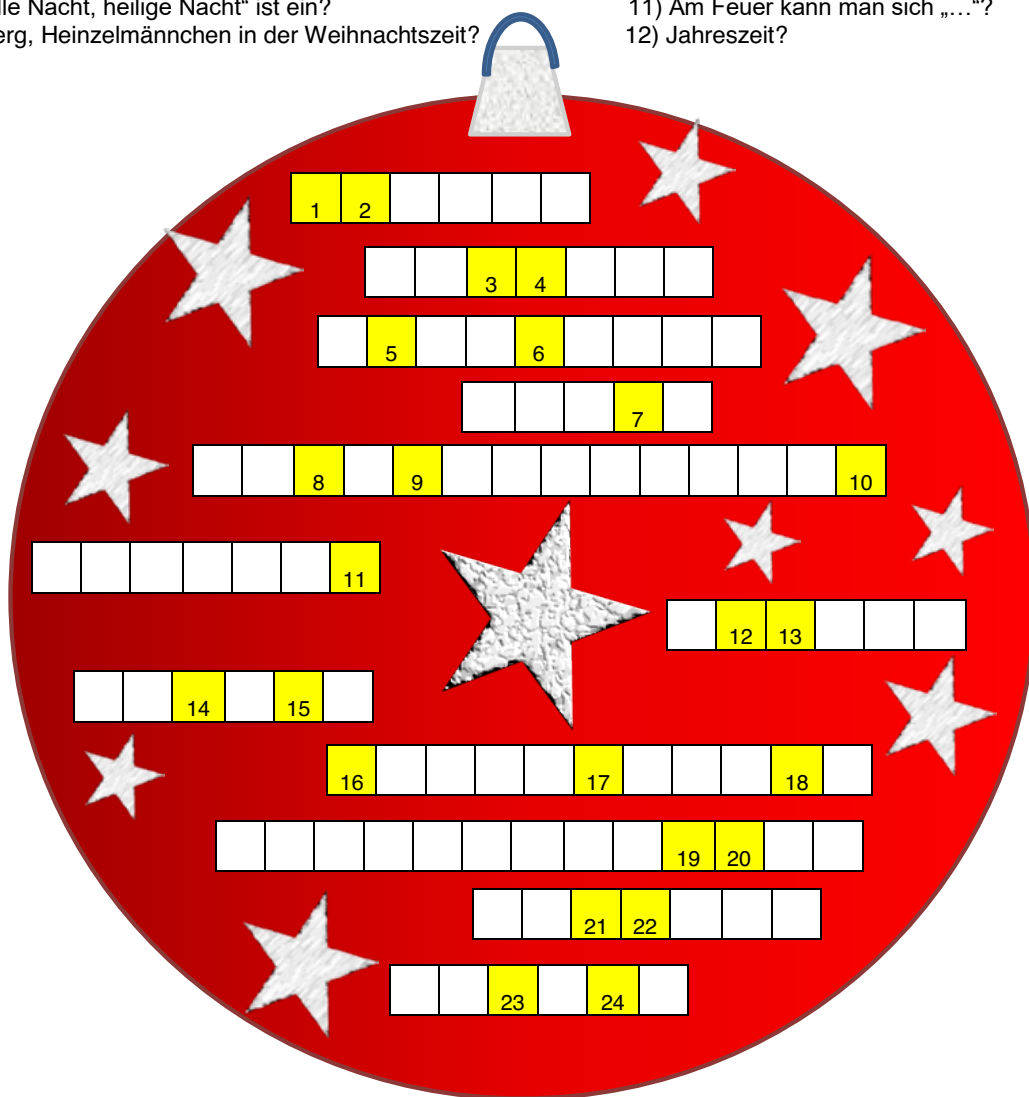 lle Nacht, heilige Nacht“ ist ein? 11) Am Feuer kann man sich „…“?
erg, Heinzelmännchen in der Weihnachtszeit? 12) Jahreszeit?
1 2
3 4
5 6
7
8 9 10
11
12 13
14 15
16 17 18
19 20
21 22
23 24